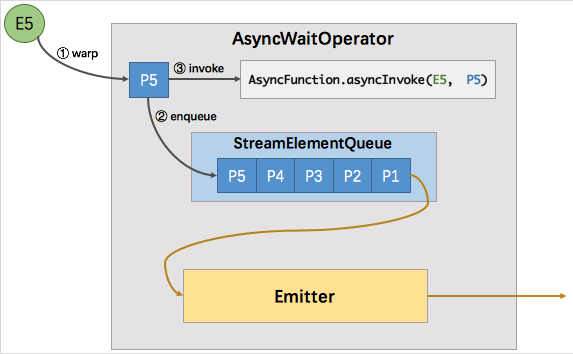 E5
AsyncWaitOperator
① warp
P5
③ invoke
AsyncFunction.asyncInvoke(E5, P5)
② enqueue
StreamElementQueue
P5 P4 P3 P2 P1
Emitter